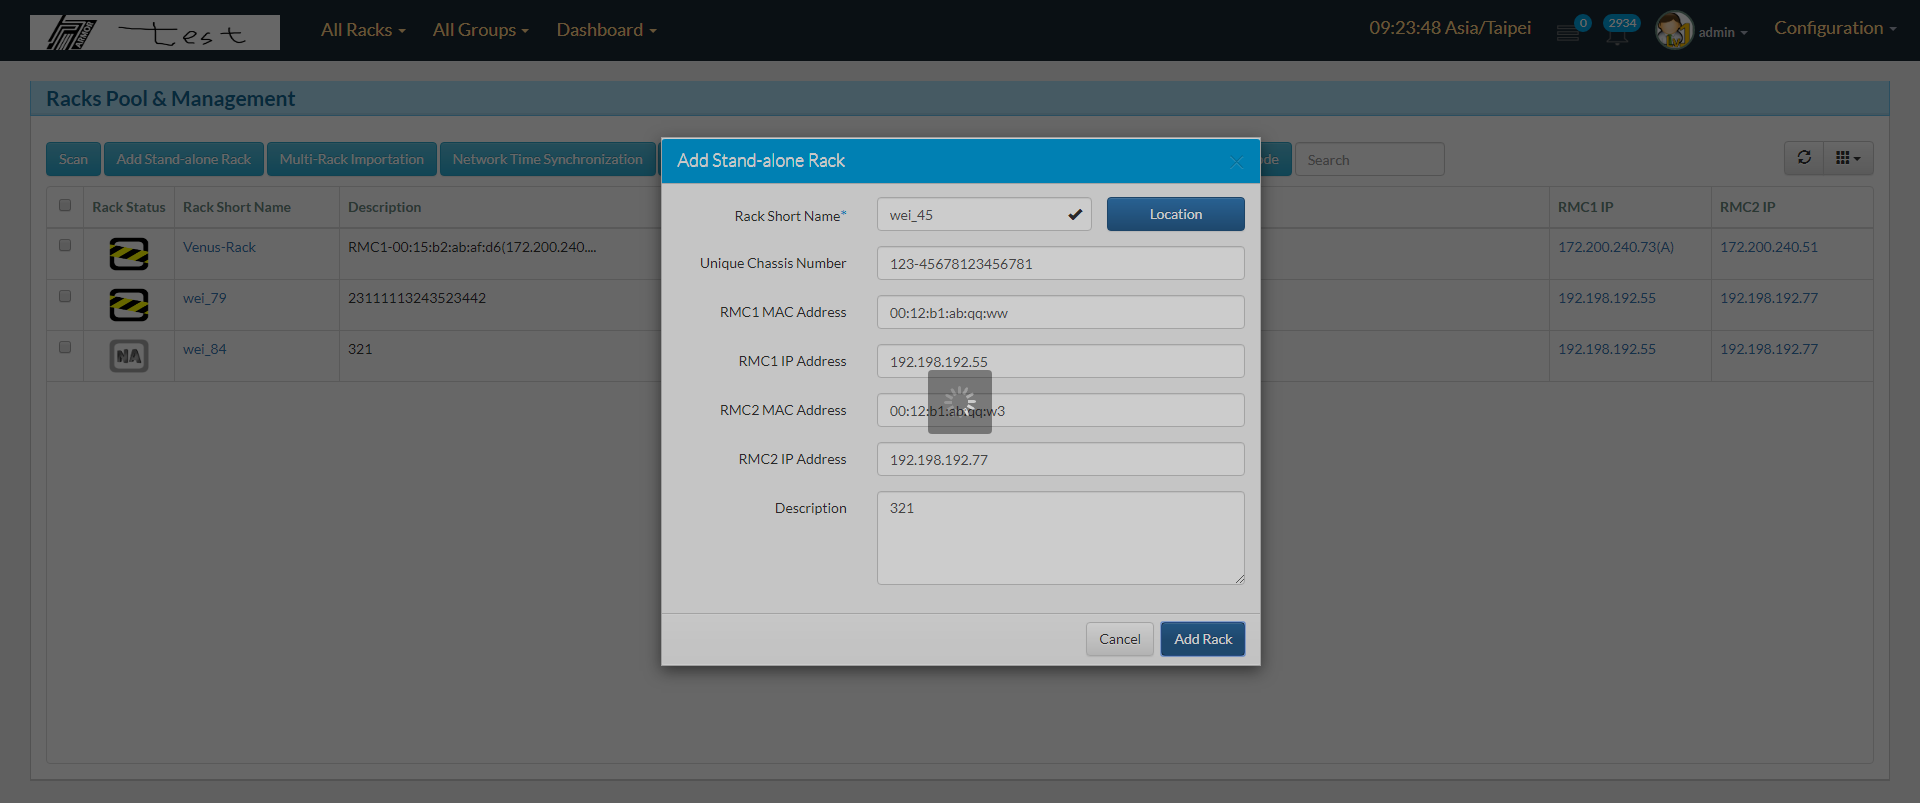 ARMOR test All Racks All Groups Dashboard 09:23:48 Asia/Taipei 0 2934 admin Configuration
Racks Pool & Management
Scan Add Stand-alone Rack Multi-Rack Importation Network Time Synchronization Search
Rack Status Rack Short Name Description RMC1 IP RMC2 IP
Venus-Rack RMC1-00:15:b2:ab:af:d6(172.200.240.... 172.200.240.73(A) 172.200.240.51
wei_79 23111113243523442 192.198.192.55 192.198.192.77
NA wei_84 321 192.198.192.55 192.198.192.77
Add Stand-alone Rack
Rack Short Name* wei_45 Location
Unique Chassis Number 123-45678123456781
RMC1 MAC Address 00:12:b1:ab:qq:ww
RMC1 IP Address 192.198.192.55
RMC2 MAC Address 00:12:b1:ab:qq:w3
RMC2 IP Address 192.198.192.77
Description 321
Cancel Add Rack